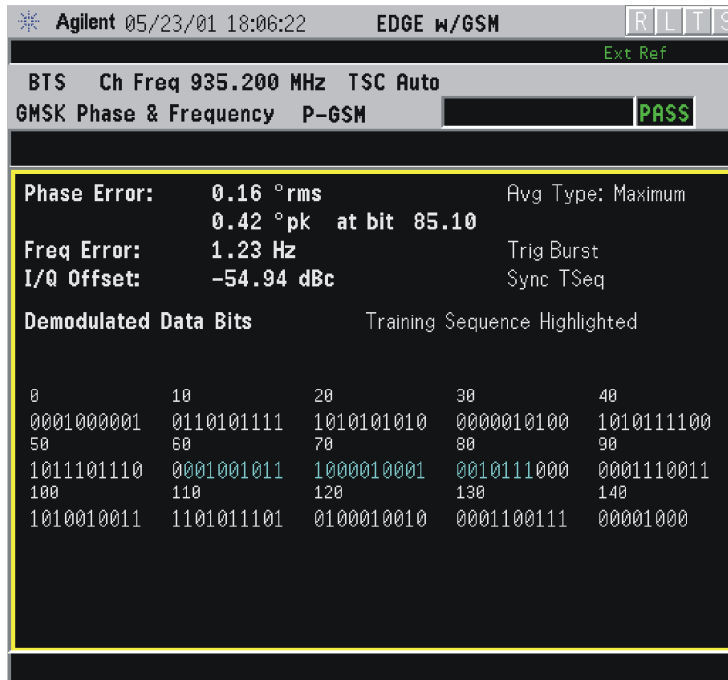 Agilent 05/23/01 18:06:22 EDGE w/GSM R L T S
Ext Ref
BTS Ch Freq 935.200 MHz TSC Auto
GMSK Phase & Frequency P-GSM PASS
Phase Error: 0.16 °rms Avg Type: Maximum
0.42 °pk at bit 85.10
Freq Error: 1.23 Hz Trig Burst
I/Q Offset: -54.94 dBc Sync TSeq
Demodulated Data Bits Training Sequence Highlighted
0 10 20 30 40
0001000001 0110101111 1010101010 0000010100 1010111100
50 60 70 80 90
1011101110 0001001011 1000010001 0010111000 0001110011
100 110 120 130 140
1010010011 1101011101 0100010010 0001100111 00001000